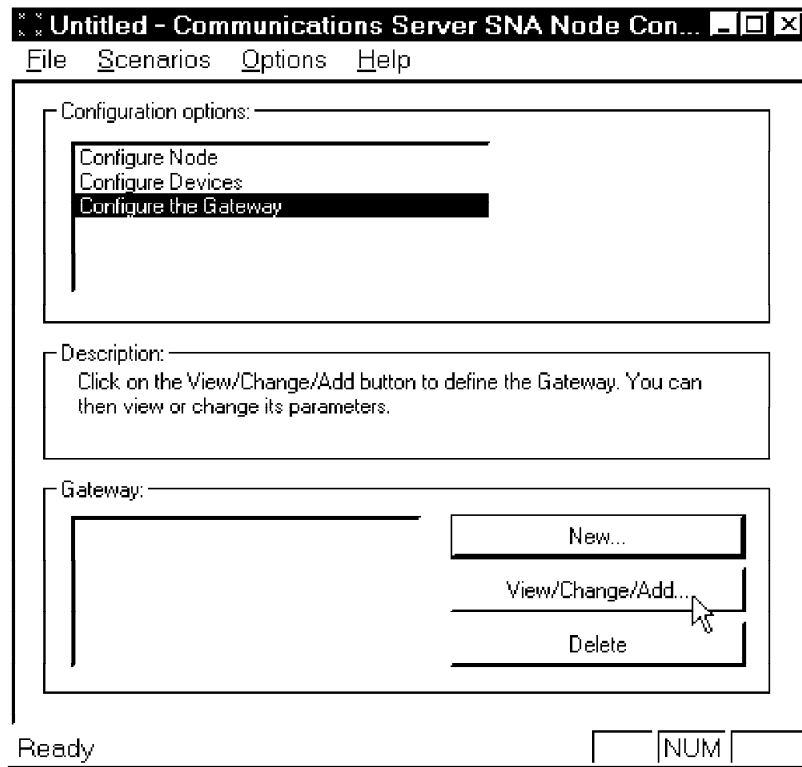 Untitled - Communications Server SNA Node Con...
File Scenarios Options Help
Configuration options:
Configure Node
Configure Devices
Configure the Gateway
Description:
Click on the View/Change/Add button to define the Gateway. You can
then view or change its parameters.
Gateway:
New...
View/Change/Add...
Delete
Ready NUM